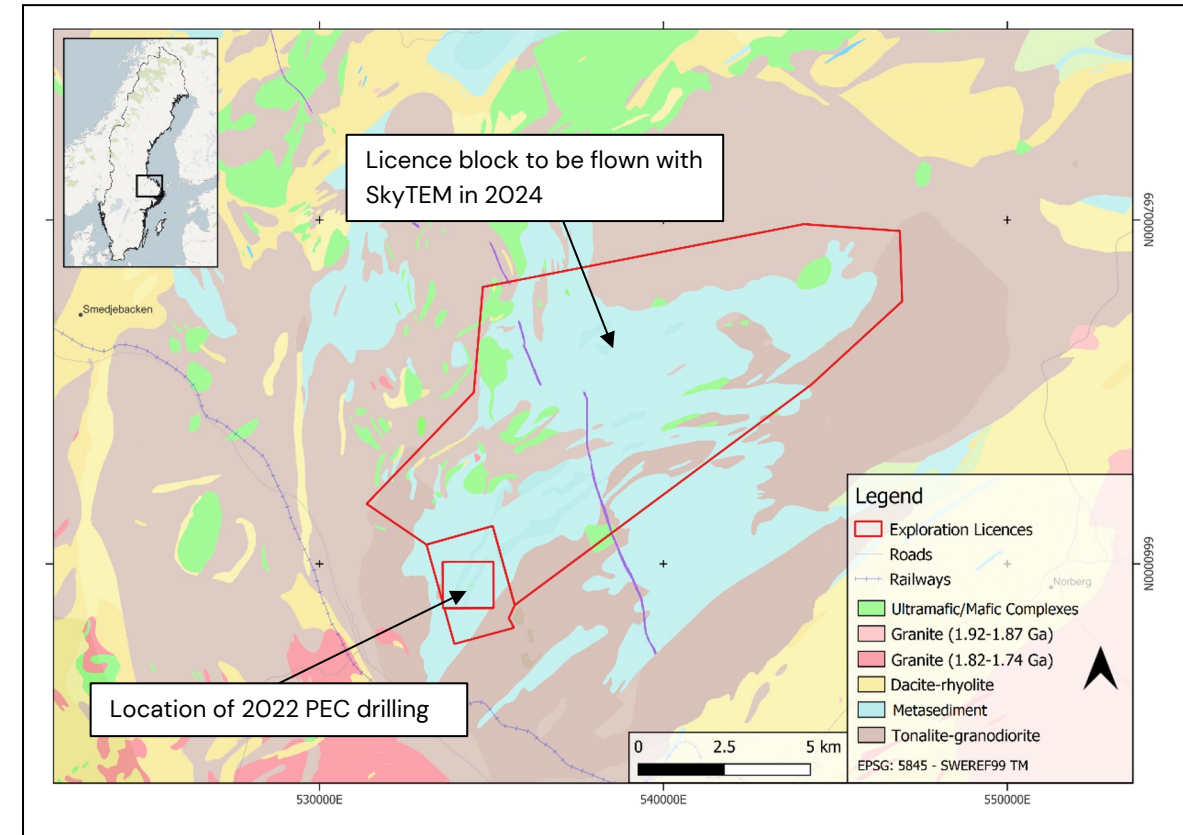 Licence block to be flown with
SkyTEM in 2024
6670000N
Smedjebacken
Legend
Exploration Licences
Roads
Railways
Norberg
Ultramafic/Mafic Complexes
Granite (1.92-1.87 Ga)
Granite (1.82-1.74 Ga)
Dacite-rhyolite
Metasediment
Tonalite-granodiorite
EPSG: 5845 - SWEREF99 TM
6660000N
Location of 2022 PEC drilling
0 2.5 5 km
530000E 540000E 550000E